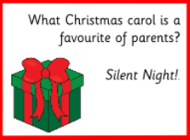 What Christmas carol is a
favourite of parents?
Silent Night!.